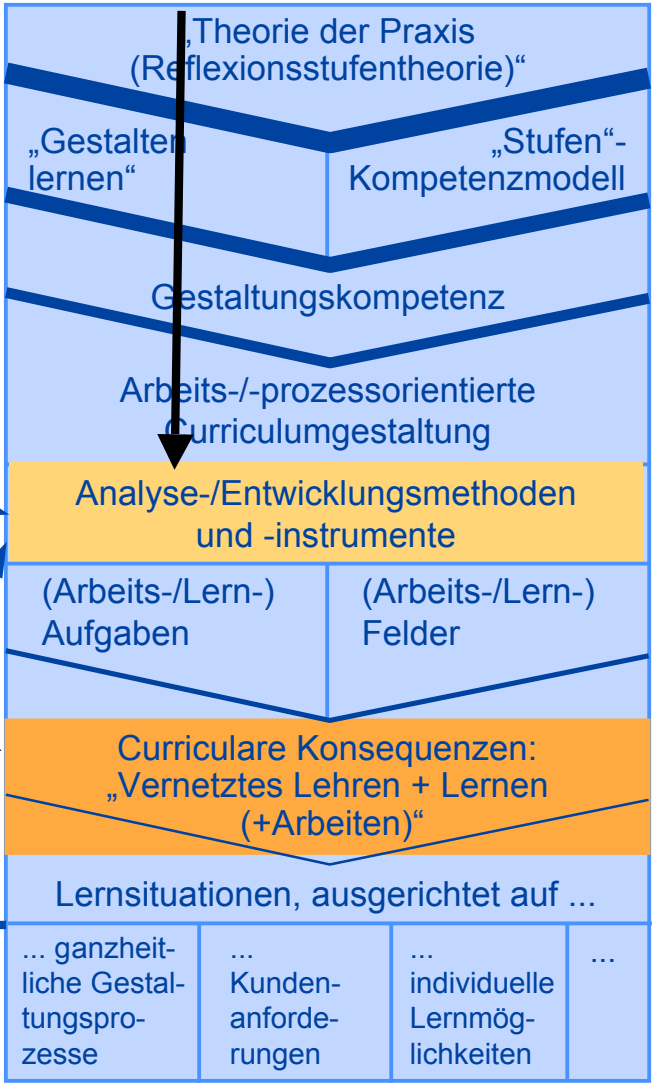 „Theorie der Praxis
(Reflexionsstufentheorie)“
„Gestalten
lernen“
„Stufen“-
Kompetenzmodell
Gestaltungskompetenz
Arbeits-/-prozessorientierte
Curriculumgestaltung
Analyse-/Entwicklungsmethoden
und -instrumente
(Arbeits-/Lern-)
Aufgaben
(Arbeits-/Lern-)
Felder
Curriculare Konsequenzen:
„Vernetztes Lehren + Lernen
(+Arbeiten)“
Lernsituationen, ausgerichtet auf ...
... ganzheit-
liche Gestal-
tungspro-
zesse
...
Kunden-
anforde-
rungen
...
individuelle
Lernmög-
lichkeiten
...